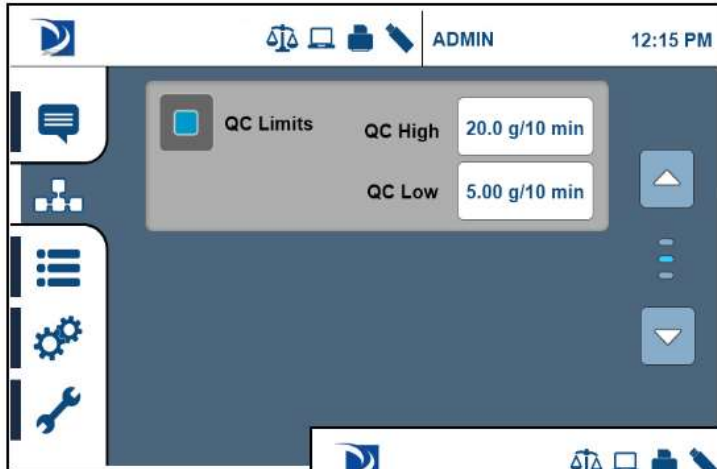 ADMIN 12:15 PM
QC Limits QC High 20.0 g/10 min
QC Low 5.00 g/10 min